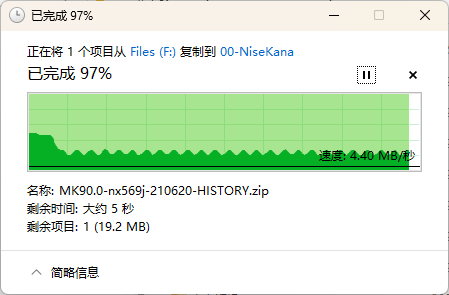 已完成 97%
正在将 1 个项目从 Files (F:) 复制到 00-NiseKana
已完成 97%
速度: 4.40 MB/秒
名称: MK90.0-nx569j-210620-HISTORY.zip
剩余时间: 大约 5 秒
剩余项目: 1 (19.2 MB)
简略信息